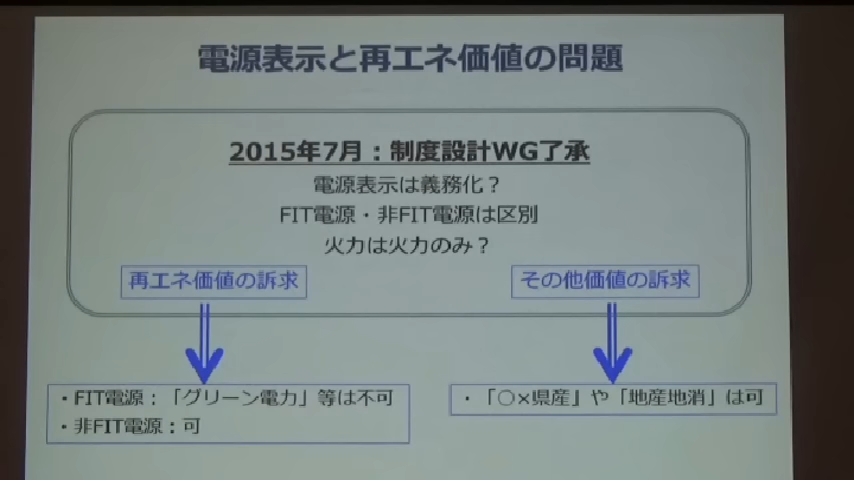 電源表示と再エネ価値の問題
2015年7月：制度設計WG了承
電源表示は義務化？
FIT電源・非FIT電源は区別
火力は火力のみ？
再エネ価値の訴求
その他価値の訴求
・FIT電源：「グリーン電力」等は不可
・非FIT電源：可
・「○×県産」や「地産地消」は可